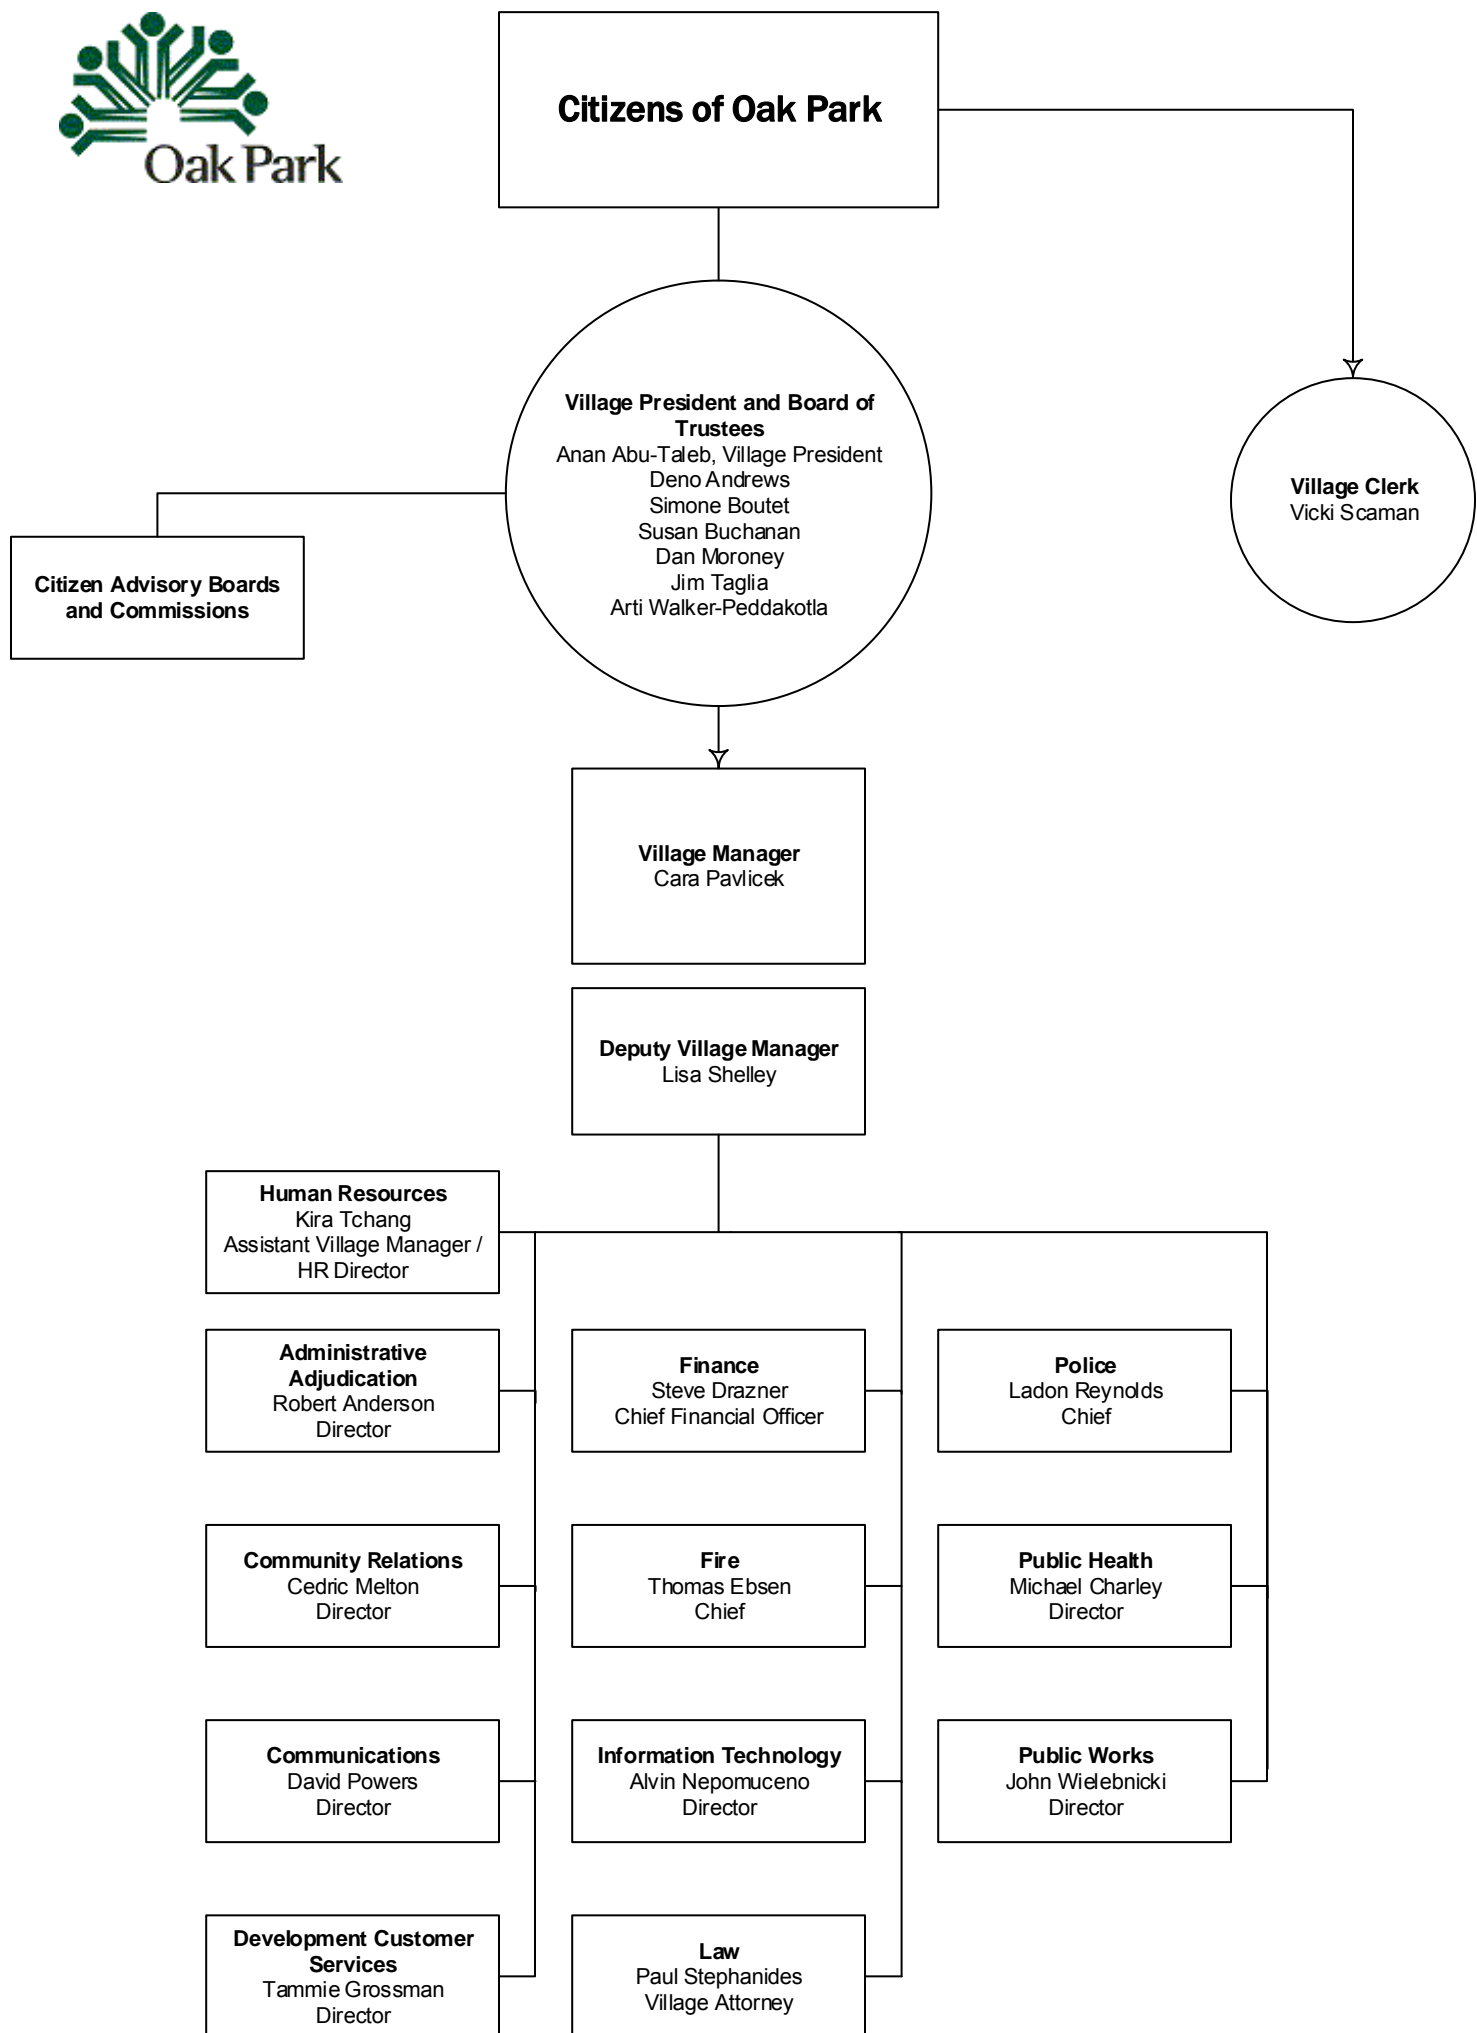 Oak Park
Citizens of Oak Park
Village President and Board of
Trustees
Anan Abu-Taleb, Village President
Deno Andrews
Simone Boutet
Susan Buchanan
Dan Moroney
Jim Taglia
Arti Walker-Peddakotla
Village Clerk
Vicki Scaman
Citizen Advisory Boards
and Commissions
Village Manager
Cara Pavlicek
Deputy Village Manager
Lisa Shelley
Human Resources
Kira Tchang
Assistant Village Manager /
HR Director
Administrative
Adjudication
Robert Anderson
Director
Finance
Steve Drazner
Chief Financial Officer
Police
Ladon Reynolds
Chief
Community Relations
Cedric Melton
Director
Fire
Thomas Ebsen
Chief
Public Health
Michael Charley
Director
Communications
David Powers
Director
Information Technology
Alvin Nepomuceno
Director
Public Works
John Wielebnicki
Director
Development Customer
Services
Tammie Grossman
Director
Law
Paul Stephanides
Village Attorney